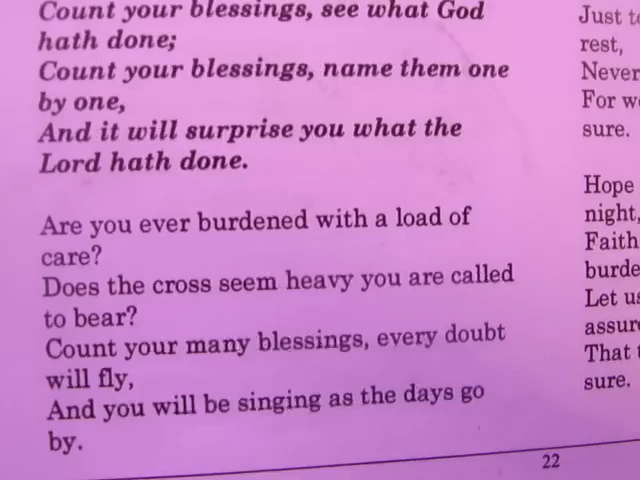 Count your blessings, see what God
hath done;
Count your blessings, name them one
by one,
And it will surprise you what the
Lord hath done.
Are you ever burdened with a load of
care?
Does the cross seem heavy you are called
to bear?
Count your many blessings, every doubt
will fly,
And you will be singing as the days go
by.
Just
rest,
Never
For
sure.
Hope
night,
Faith
Let
That
sure.
22